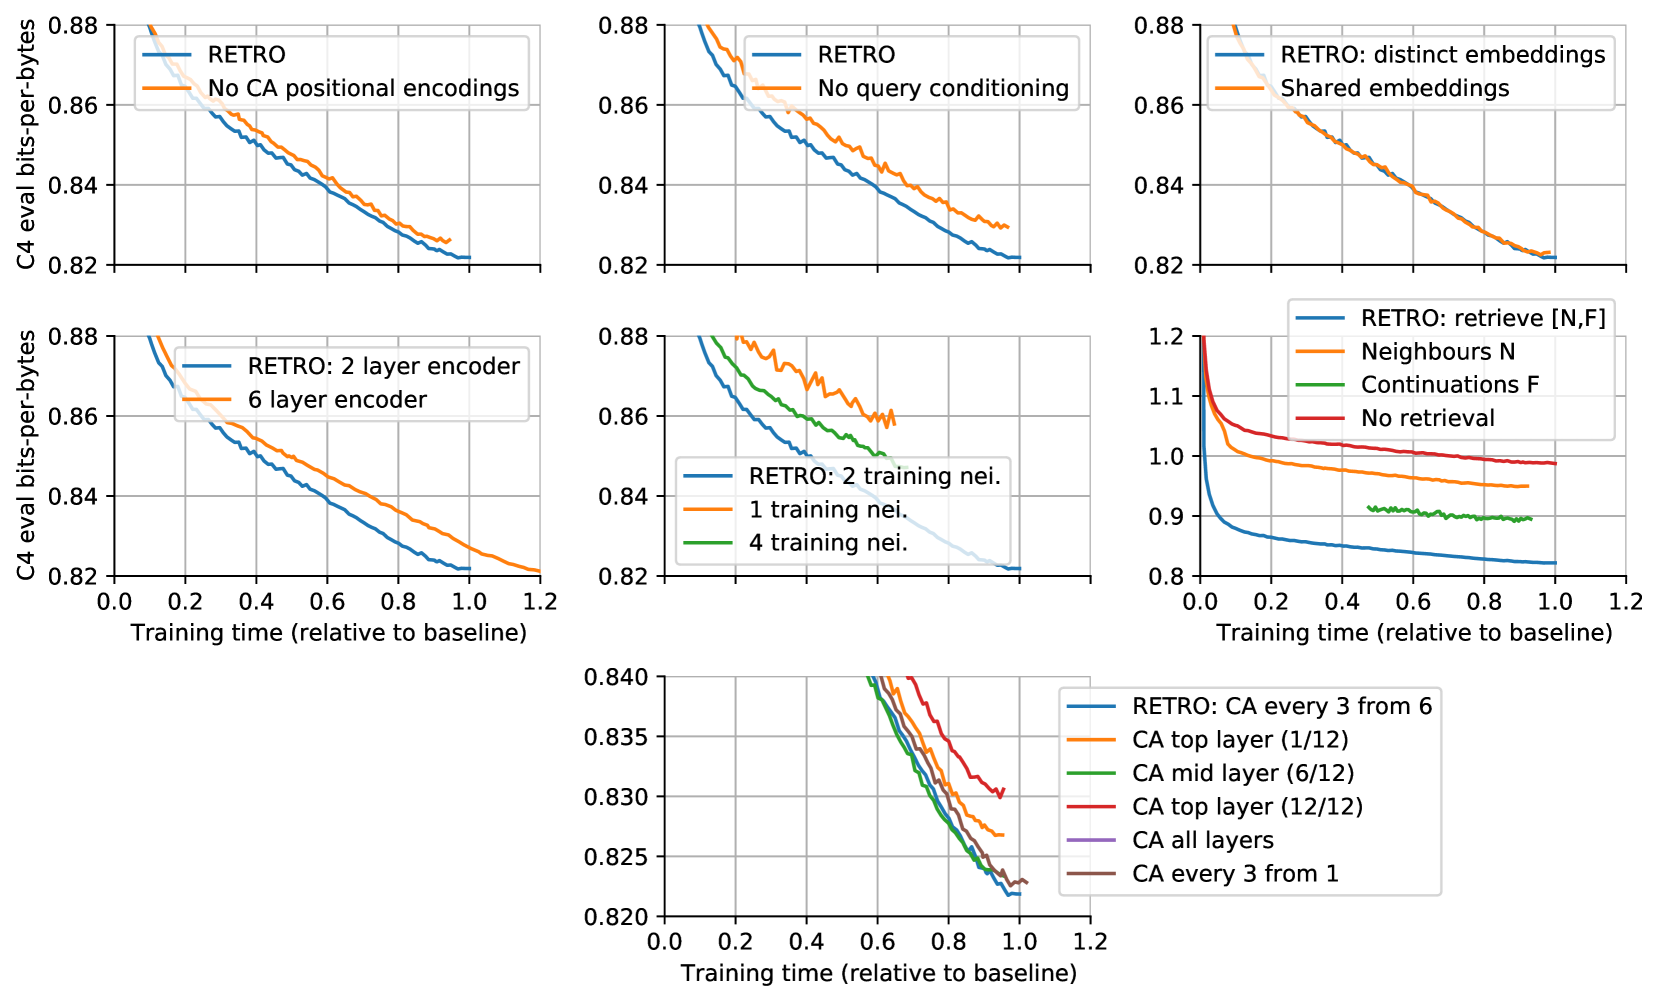 0.88
0.86
0.84
0.82
C4 eval bits-per-bytes
RETRO
No CA positional encodings
0.88
0.86
0.84
0.82
RETRO
No query conditioning
0.88
0.86
0.84
0.82
RETRO: distinct embeddings
Shared embeddings
0.88
0.86
0.84
0.82
C4 eval bits-per-bytes
RETRO: 2 layer encoder
6 layer encoder
0.0 0.2 0.4 0.6 0.8 1.0 1.2
Training time (relative to baseline)
0.88
0.86
0.84
0.82
RETRO: 2 training nei.
1 training nei.
4 training nei.
1.2
1.1
1.0
0.9
0.8
RETRO: retrieve [N,F]
Neighbours N
Continuations F
No retrieval
0.0 0.2 0.4 0.6 0.8 1.0 1.2
Training time (relative to baseline)
0.840
0.835
0.830
0.825
0.820
RETRO: CA every 3 from 6
CA top layer (1/12)
CA mid layer (6/12)
CA top layer (12/12)
CA all layers
CA every 3 from 1
0.0 0.2 0.4 0.6 0.8 1.0 1.2
Training time (relative to baseline)